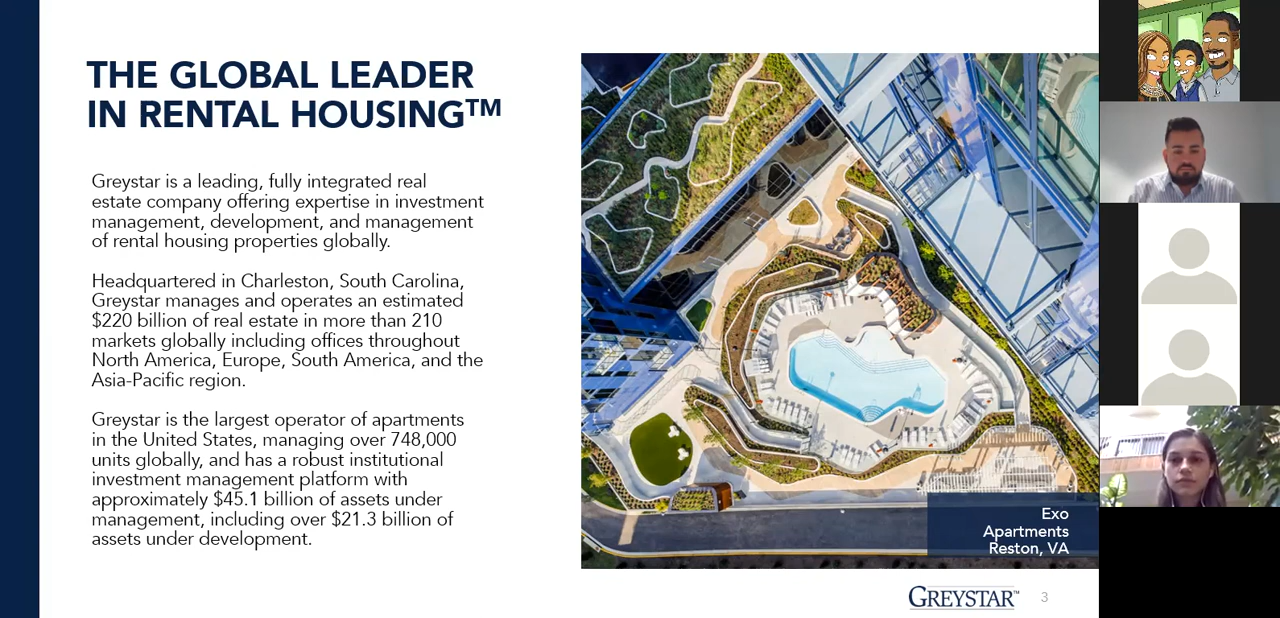 THE GLOBAL LEADER
IN RENTAL HOUSING™
Greystar is a leading, fully integrated real
estate company offering expertise in investment
management, development, and management
of rental housing properties globally.
Headquartered in Charleston, South Carolina,
Greystar manages and operates an estimated
$220 billion of real estate in more than 210
markets globally including offices throughout
North America, Europe, South America, and the
Asia-Pacific region.
Greystar is the largest operator of apartments
in the United States, managing over 748,000
units globally, and has a robust institutional
investment management platform with
approximately $45.1 billion of assets under
management, including over $21.3 billion of
assets under development.
Exo
Apartments
Reston, VA
GREYSTAR™
3